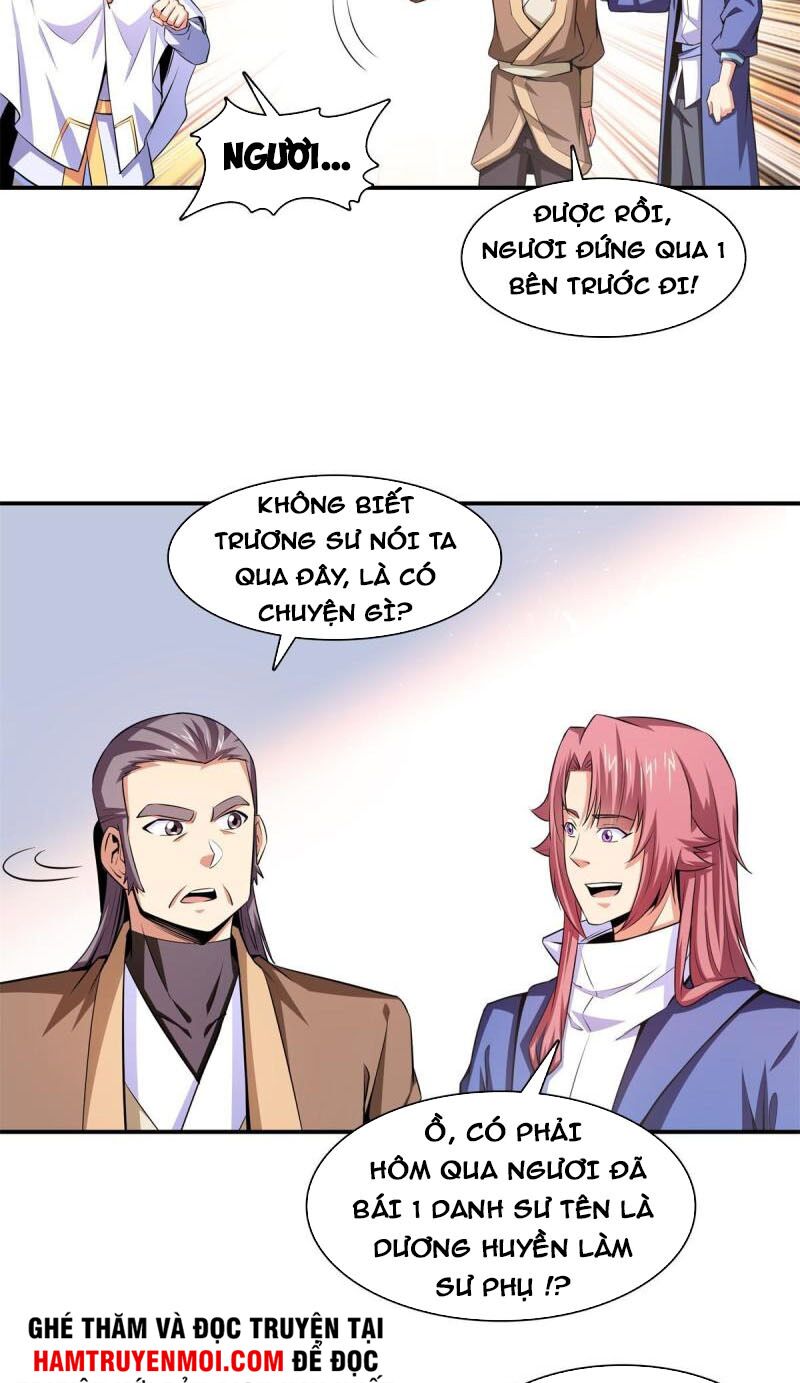 NGƯƠI...
ĐƯỢC RỒI,
NGƯƠI ĐỨNG QUA 1
BÊN TRƯỚC ĐI!
KHÔNG BIẾT
TRƯƠNG SƯ NÓI TA
QUA ĐÂY, LÀ CÓ
CHUYỆN GÌ?
Ồ, CÓ PHẢI
HÔM QUA NGƯƠI ĐÃ
BÁI 1 DANH SƯ TÊN LÀ
DƯƠNG HUYỀN LÀM
SƯ PHỤ !?
GHÉ THĂM VÀ ĐỌC TRUYỆN TẠI
HAMTRUYENMOI.COM ĐỂ ĐỌC